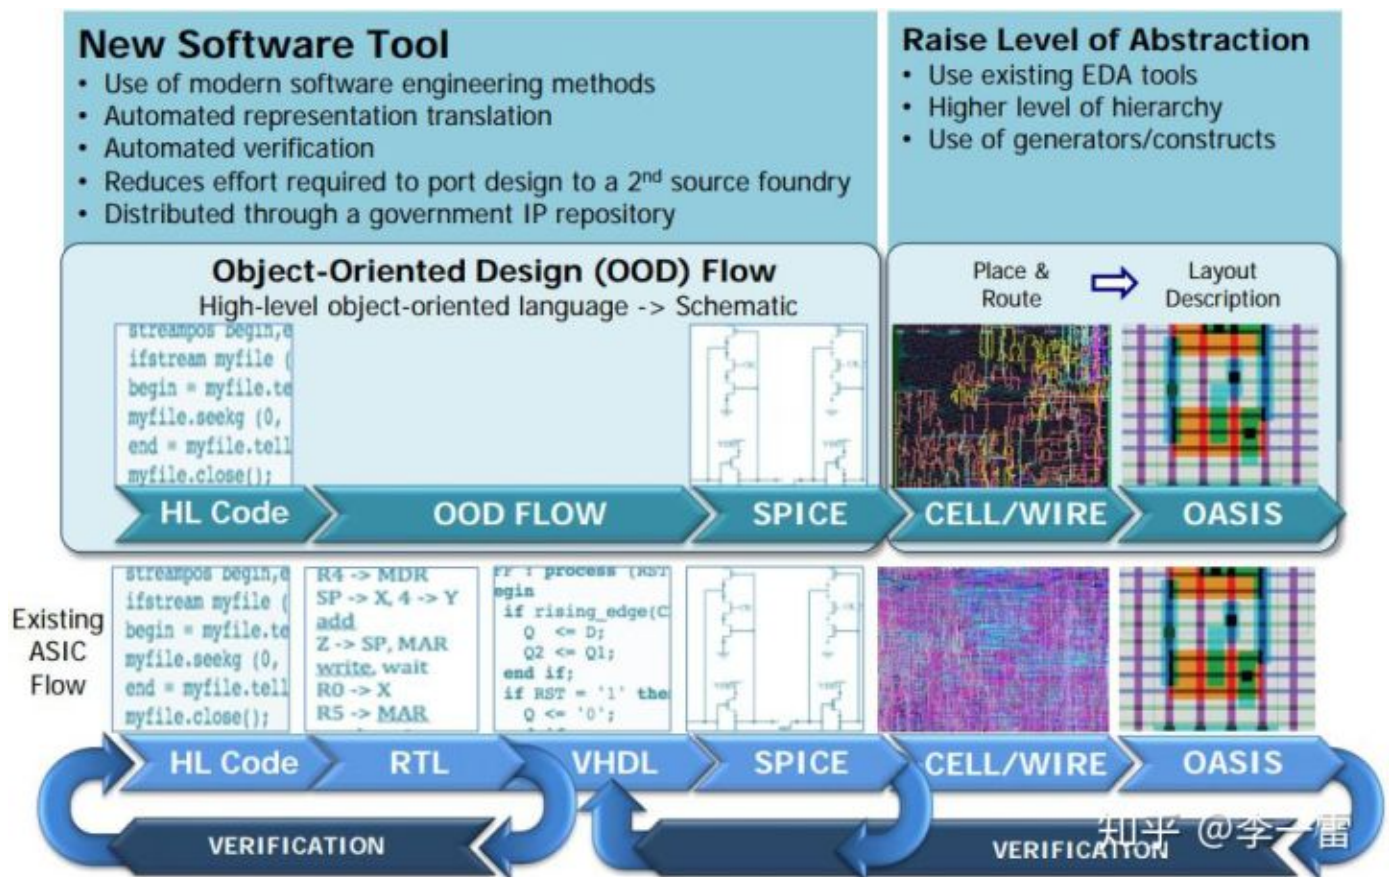 New Software Tool
• Use of modern software engineering methods
• Automated representation translation
• Automated verification
• Reduces effort required to port design to a 2nd source foundry
• Distributed through a government IP repository
Raise Level of Abstraction
• Use existing EDA tools
• Higher level of hierarchy
• Use of generators/constructs
Object-Oriented Design (OOD) Flow
High-level object-oriented language -> Schematic
Place &
Route
Layout
Description
streampos begin,e
ifstream myfile (
begin = myfile.te
myfile.seekg (0,
end = myfile.tell
myfile.close();
HL Code
OOD FLOW
SPICE
CELL/WIRE
OASIS
Existing
ASIC
Flow
streampos begin,e
ifstream myfile (
begin = myfile.te
myfile.seekg (0,
end = myfile.tell
myfile.close();
R4 -> MDR
SP -> X, 4 -> Y
add
Z -> SP, MAR
write, wait
R0 -> X
R5 -> MAR
: process (RST
egin
if rising_edge(C
Q <= D;
Q2 <= Q1;
end if;
if RST = '1' the
Q <= '0';
HL Code
RTL
VHDL
SPICE
CELL/WIRE
OASIS
VERIFICATION
VERIFICATION
知乎 @李一雷